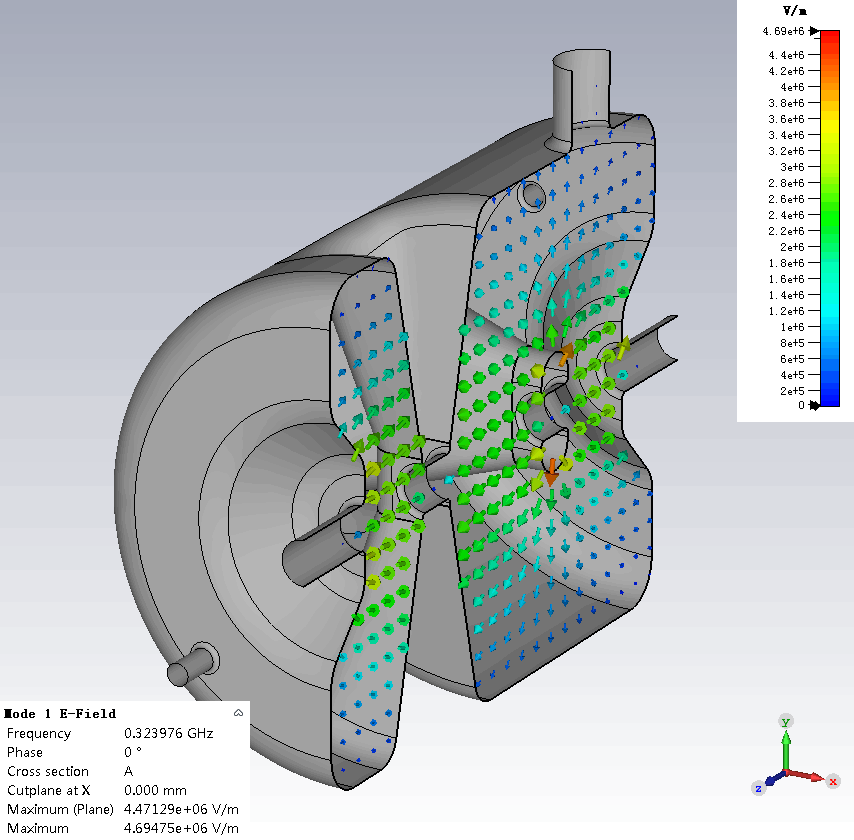 V/m
4.69e+6
4.4e+6
4.2e+6
4e+6
3.8e+6
3.6e+6
3.4e+6
3.2e+6
3e+6
2.8e+6
2.6e+6
2.4e+6
2.2e+6
2e+6
1.8e+6
1.6e+6
1.4e+6
1.2e+6
1e+6
8e+5
6e+5
4e+5
2e+5
0
Mode 1 E-Field
Frequency 0.323976 GHz
Phase 0 °
Cross section A
Cutplane at X 0.000 mm
Maximum (Plane) 4.47129e+06 V/m
Maximum 4.69475e+06 V/m
y
x
z